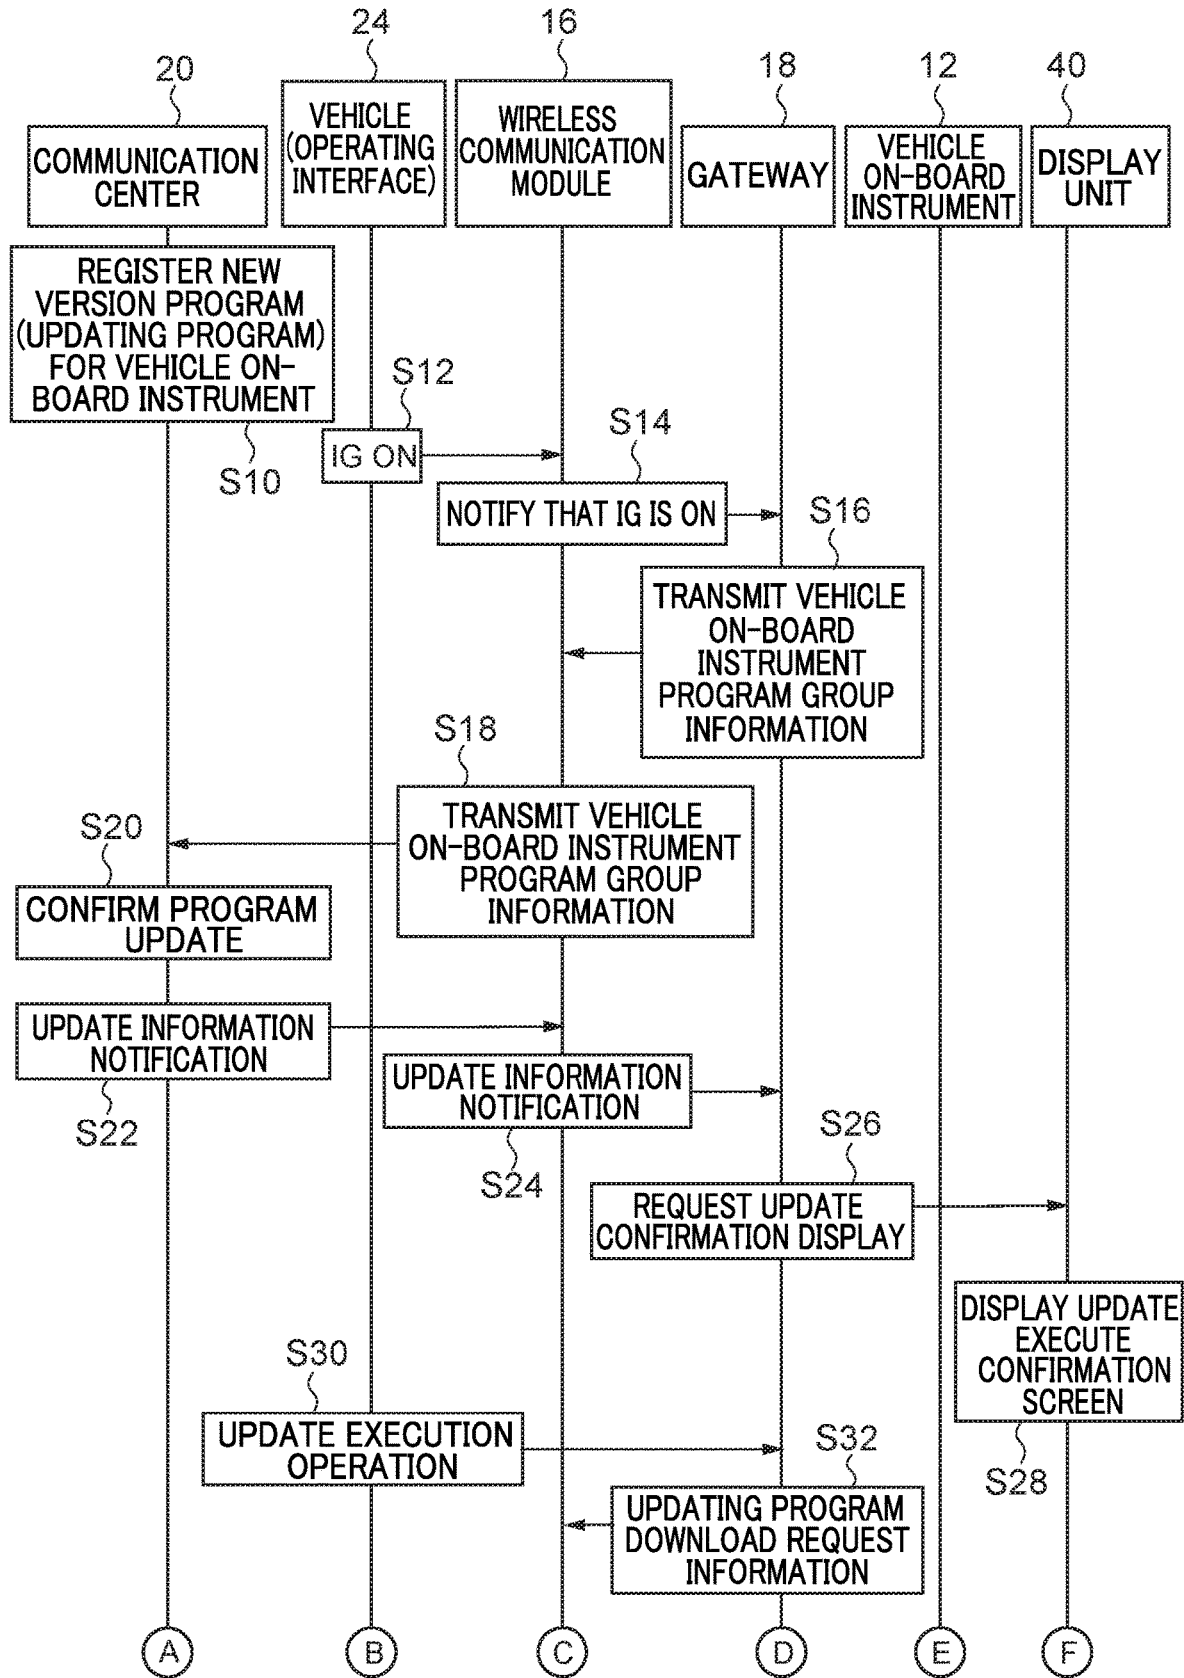 24
16
20
18
12
40
COMMUNICATION
CENTER
VEHICLE
(OPERATING
INTERFACE)
WIRELESS
COMMUNICATION
MODULE
GATEWAY
VEHICLE
ON-BOARD
INSTRUMENT
DISPLAY
UNIT
REGISTER NEW
VERSION PROGRAM
(UPDATING PROGRAM)
FOR VEHICLE ON-
BOARD INSTRUMENT
S10
S12
IG ON
S14
NOTIFY THAT IG IS ON
S16
TRANSMIT VEHICLE
ON-BOARD
INSTRUMENT
PROGRAM GROUP
INFORMATION
S18
TRANSMIT VEHICLE
ON-BOARD INSTRUMENT
PROGRAM GROUP
INFORMATION
S20
CONFIRM PROGRAM
UPDATE
UPDATE INFORMATION
NOTIFICATION
S22
UPDATE INFORMATION
NOTIFICATION
S24
S26
REQUEST UPDATE
CONFIRMATION DISPLAY
DISPLAY UPDATE
EXECUTE
CONFIRMATION
SCREEN
S28
S30
UPDATE EXECUTION
OPERATION
S32
UPDATING PROGRAM
DOWNLOAD REQUEST
INFORMATION
A
B
C
D
E
F